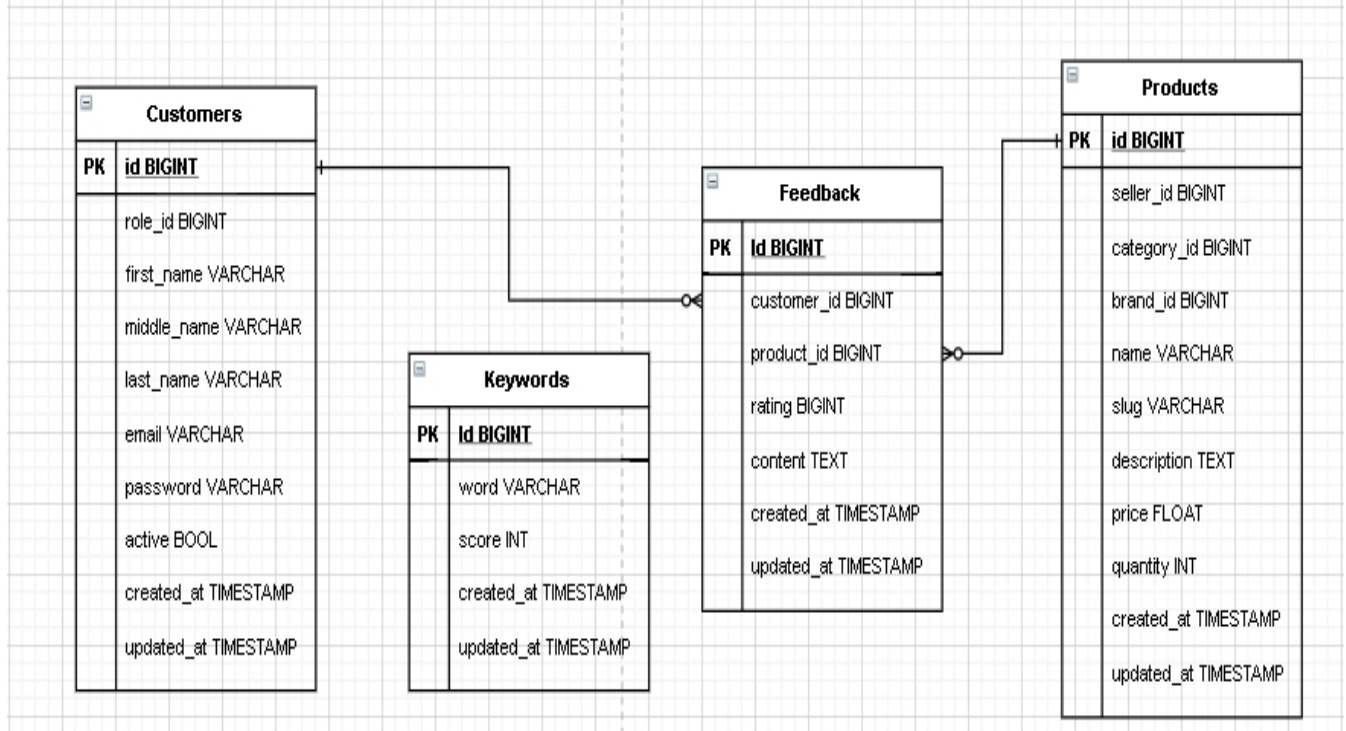 Customers
PK id BIGINT
role_id BIGINT
first_name VARCHAR
middle_name VARCHAR
last_name VARCHAR
email VARCHAR
password VARCHAR
active BOOL
created_at TIMESTAMP
updated_at TIMESTAMP
Keywords
PK Id BIGINT
word VARCHAR
score INT
created_at TIMESTAMP
updated_at TIMESTAMP
Feedback
PK Id BIGINT
customer_id BIGINT
product_id BIGINT
rating BIGINT
content TEXT
created_at TIMESTAMP
updated_at TIMESTAMP
Products
PK id BIGINT
seller_id BIGINT
category_id BIGINT
brand_id BIGINT
name VARCHAR
slug VARCHAR
description TEXT
price FLOAT
quantity INT
created_at TIMESTAMP
updated_at TIMESTAMP